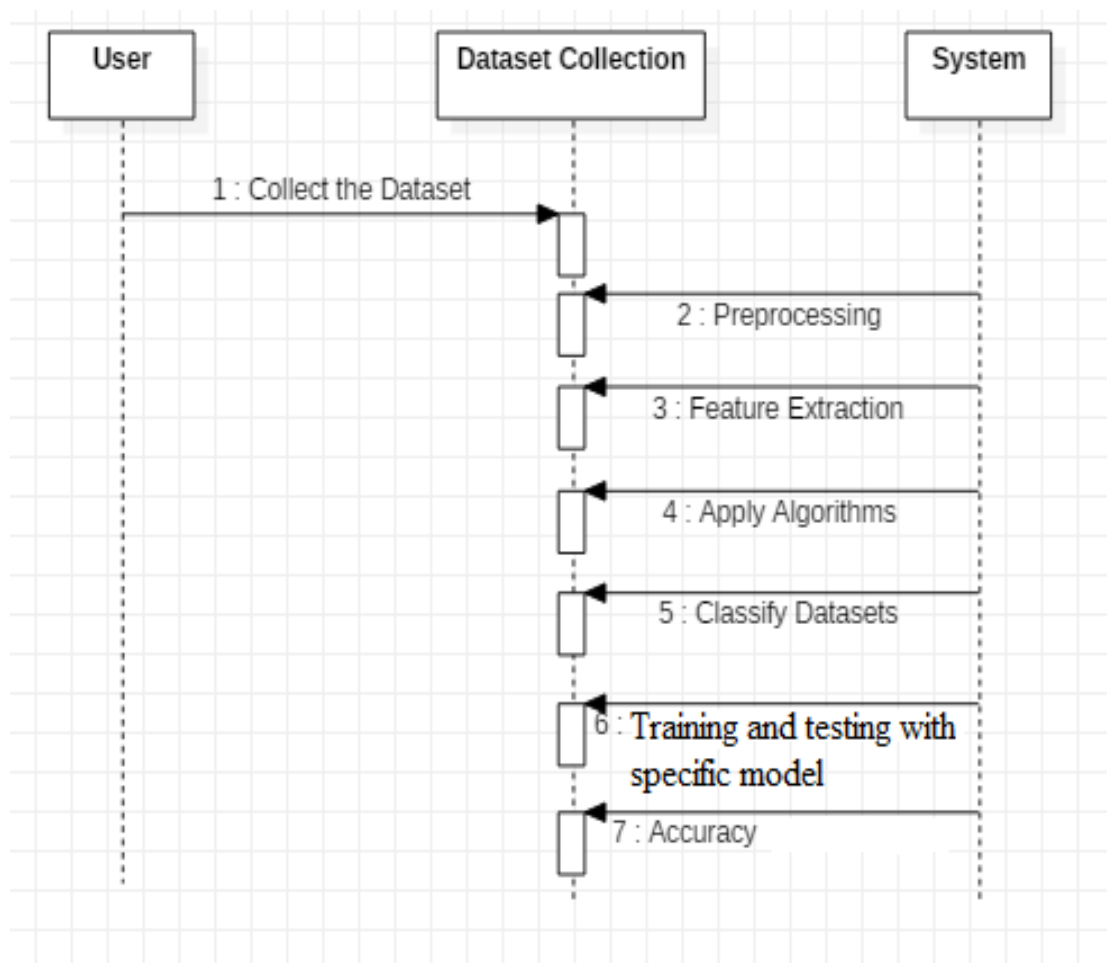 User
Dataset Collection
System
1 : Collect the Dataset
2 : Preprocessing
3 : Feature Extraction
4 : Apply Algorithms
5 : Classify Datasets
6 : Training and testing with
specific model
7 : Accuracy